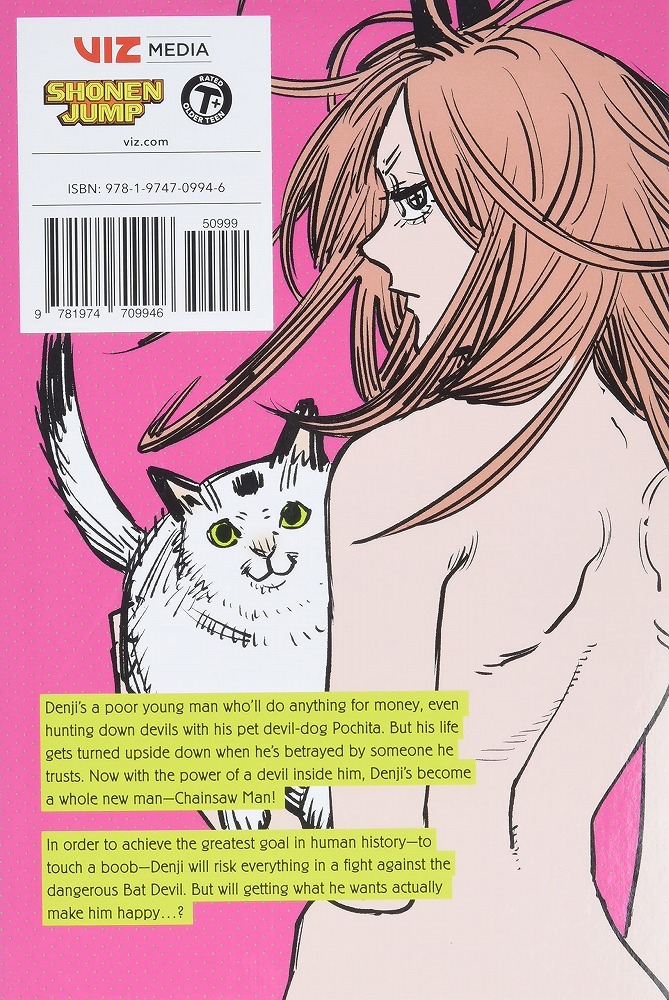 VIZ MEDIA
SHONEN
JUMP
RATED
T+
OLDER TEEN
viz.com
ISBN: 978-1-9747-0994-6
50999
9 781974 709946
Denji's a poor young man who'll do anything for money, even
hunting down devils with his pet devil-dog Pochita. But his life
gets turned upside down when he's betrayed by someone he
trusts. Now with the power of a devil inside him, Denji's become
a whole new man—Chainsaw Man!
In order to achieve the greatest goal in human history—to
touch a boob—Denji will risk everything in a fight against the
dangerous Bat Devil. But will getting what he wants actually
make him happy…?